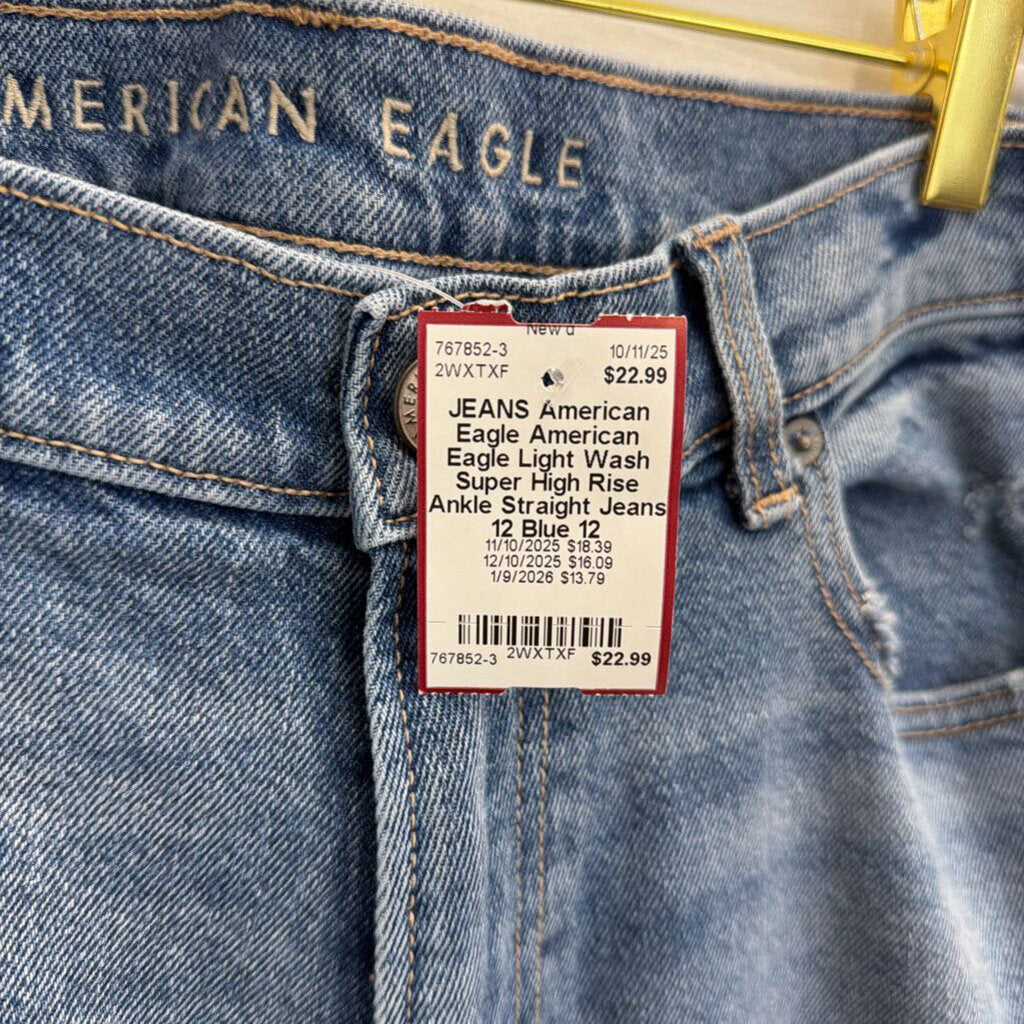 MERICAN EAGLE
New d
767852-3 10/11/25
2WXTXF $22.99
MER
JEANS American
Eagle American
Eagle Light Wash
Super High Rise
Ankle Straight Jeans
12 Blue 12
11/10/2025 $18.39
12/10/2025 $16.09
1/9/2026 $13.79
767852-3 2WXTXF $22.99